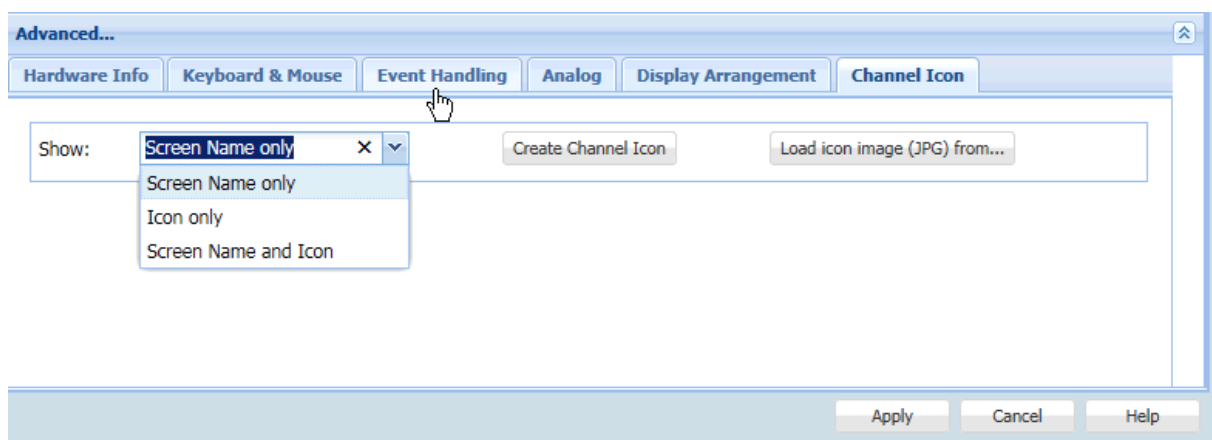 Advanced...
Hardware Info Keyboard & Mouse Event Handling Analog Display Arrangement Channel Icon
Show: Screen Name only Create Channel Icon Load icon image (JPG) from...
Screen Name only
Icon only
Screen Name and Icon
Apply Cancel Help